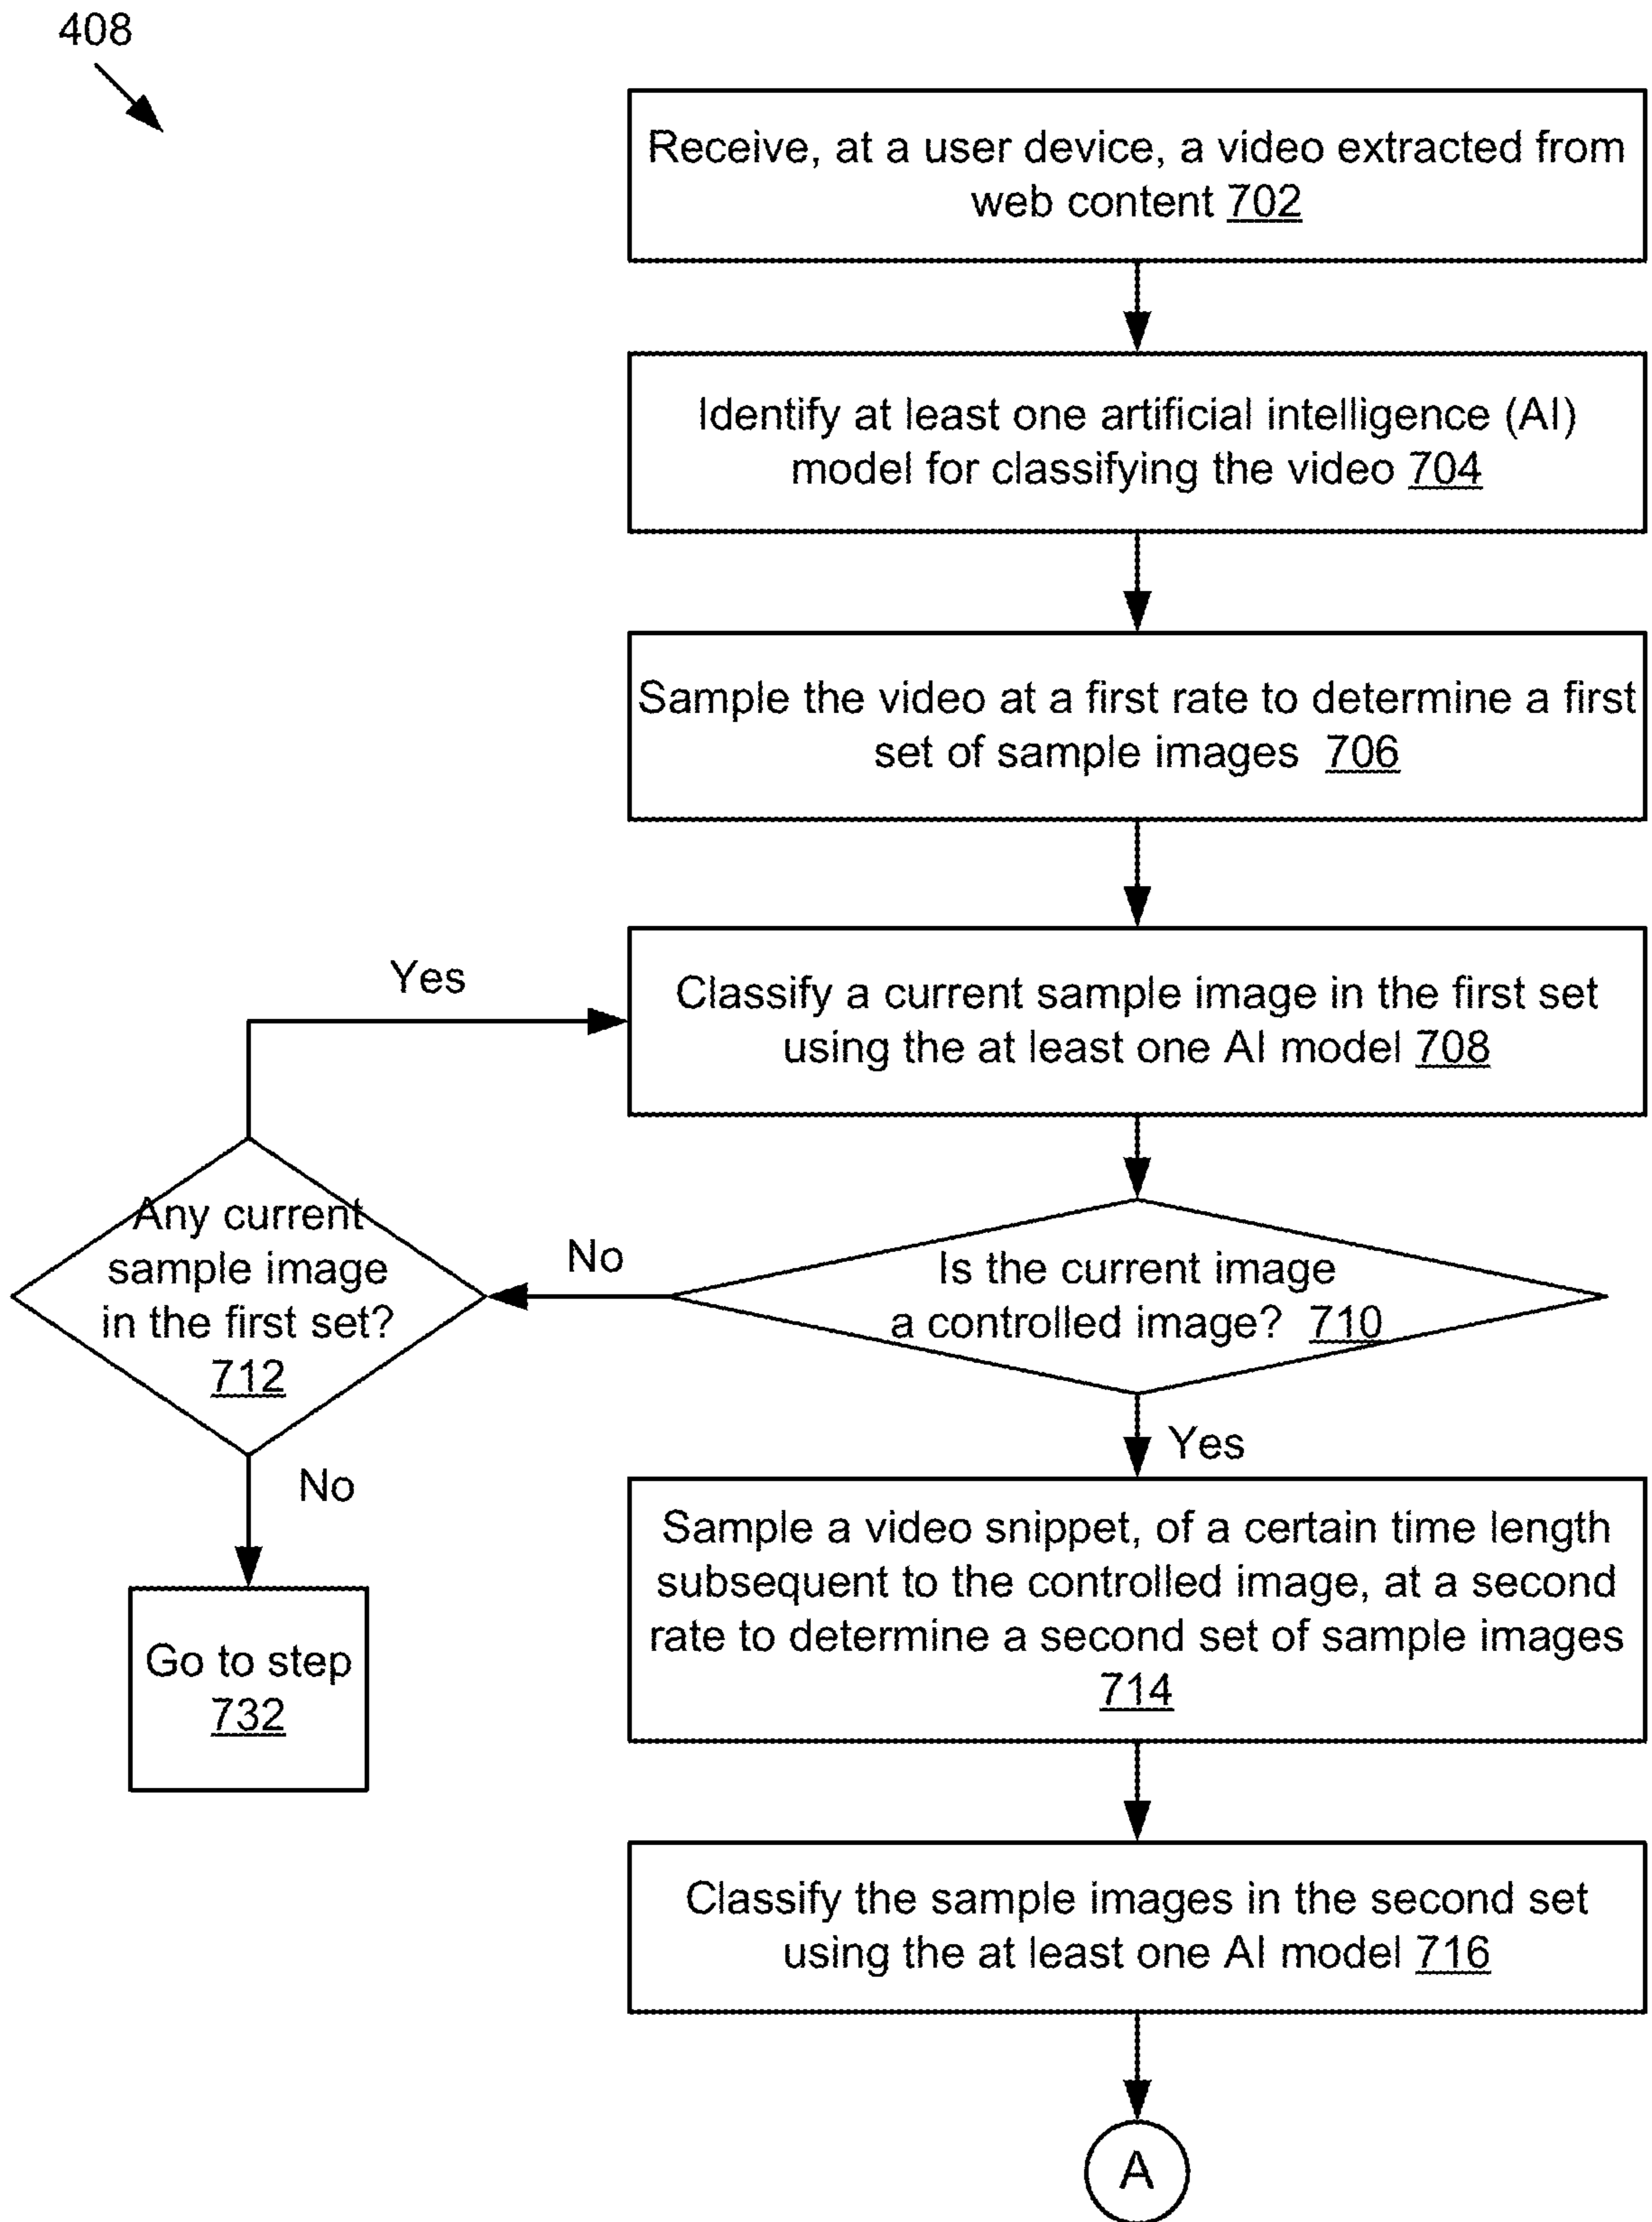 408
Receive, at a user device, a video extracted from
web content 702
Identify at least one artificial intelligence (AI)
model for classifying the video 704
Sample the video at a first rate to determine a first
set of sample images 706
Yes
Classify a current sample image in the first set
using the at least one AI model 708
Any current
sample image
in the first set?
712
No
Is the current image
a controlled image? 710
Yes
No
Go to step
732
Sample a video snippet, of a certain time length
subsequent to the controlled image, at a second
rate to determine a second set of sample images
714
Classify the sample images in the second set
using the at least one AI model 716
A